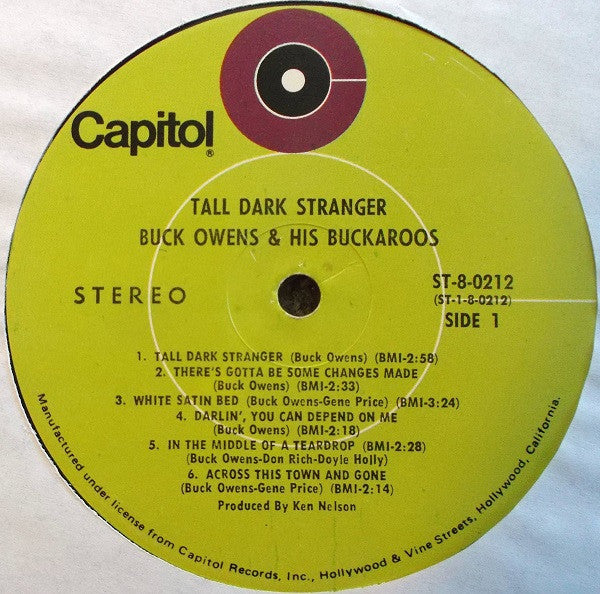 Capitol®
TALL DARK STRANGER
BUCK OWENS & HIS BUCKAROOS
STEREO
ST-8-0212
(ST-1-8-0212)
SIDE 1
1. TALL DARK STRANGER (Buck Owens) (BMI-2:58)
2. THERE'S GOTTA BE SOME CHANGES MADE
(Buck Owens) (BMI-2:33)
3. WHITE SATIN BED (Buck Owens-Gene Price) (BMI-3:24)
4. DARLIN', YOU CAN DEPEND ON ME
(Buck Owens) (BMI-2:18)
5. IN THE MIDDLE OF A TEARDROP (BMI-2:28)
(Buck Owens-Don Rich-Doyle Holly)
6. ACROSS THIS TOWN AND GONE
(Buck Owens-Gene Price) (BMI-2:14)
Produced By Ken Nelson
Manufactured under license from Capitol Records, Inc., Hollywood & Vine Streets, Hollywood, California.